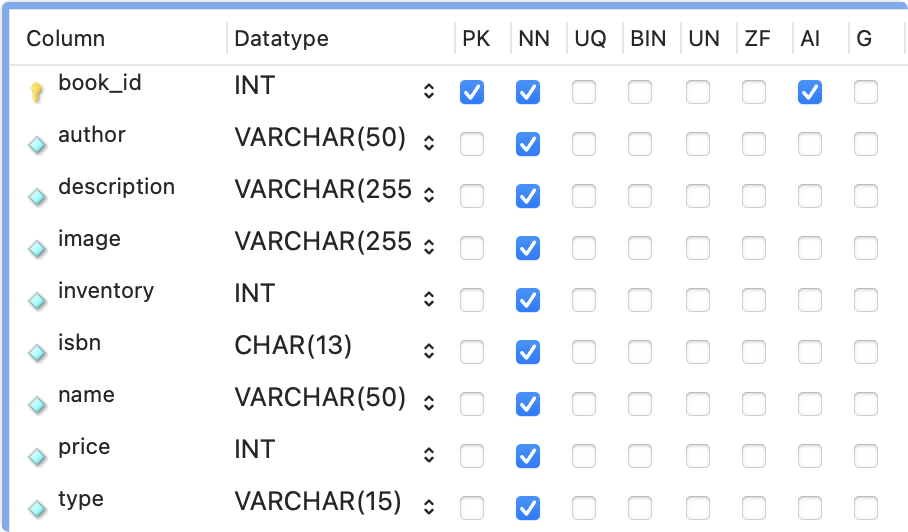 Column Datatype PK NN UQ BIN UN ZF AI G
book_id INT
author VARCHAR(50)
description VARCHAR(255
image VARCHAR(255
inventory INT
isbn CHAR(13)
name VARCHAR(50)
price INT
type VARCHAR(15)